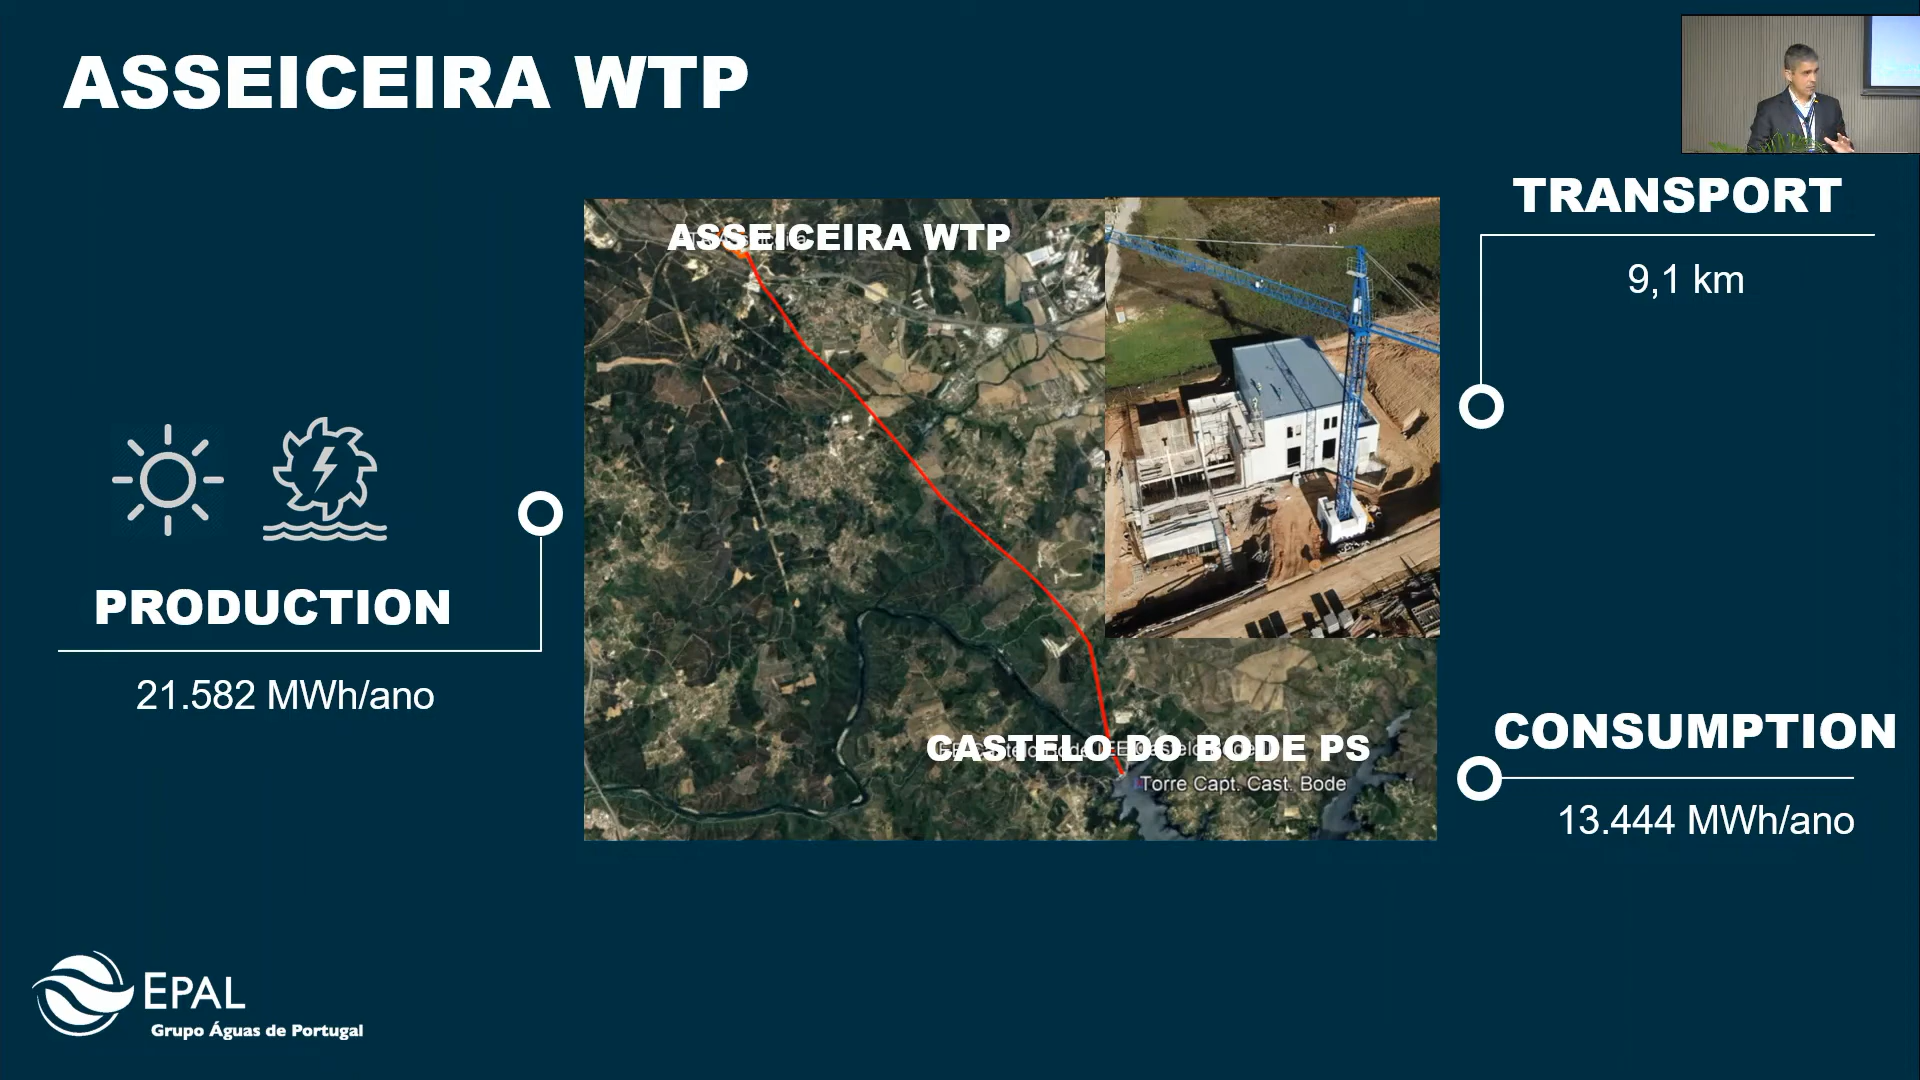 ASSEICEIRA WTP
TRANSPORT
9,1 km
ASSEICEIRA WTP
PRODUCTION
21.582 MWh/ano
CASTELO DO BODE PS
Torre Capt. Cast. Bode
CONSUMPTION
13.444 MWh/ano
EPAL
Grupo Águas de Portugal